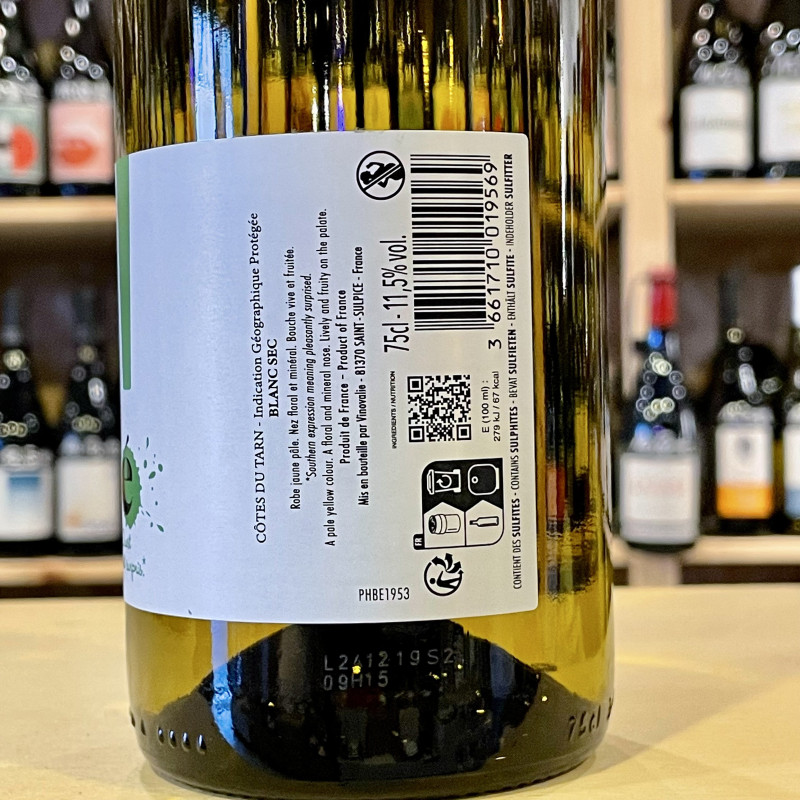 CÔTES DU TARN - Indication Géographique Protégée
BLANC SEC
Robe jaune pâle. Nez floral et minéral. Bouche vive et fruitée.
*Southern expression meaning pleasantly surprised.
A pale yellow colour. A floral and mineral nose. Lively and fruity on the palate.
Produit de France - Product of France
Mis en bouteille par Vinovalie - 81370 SAINT-SULPICE - France
75cl - 11,5% vol.
INGREDIENTS / NUTRITION
3 661710 019569
E (100 ml) :
279 kJ / 67 kcal
FR
CONTIENT DES SULFITES - CONTAINS SULPHITES - BEVAT SULFIETEN - ENTHÄLT SULFITE - INDEHOLDER SULFITTER
PHBE1953
09H15
75cl